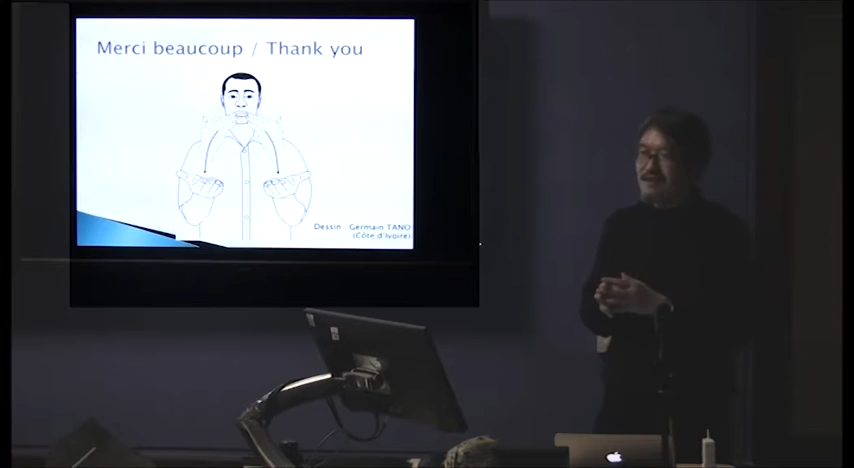 Merci beaucoup / Thank you
Dessin : Germain TANO
(Côte d'Ivoire)